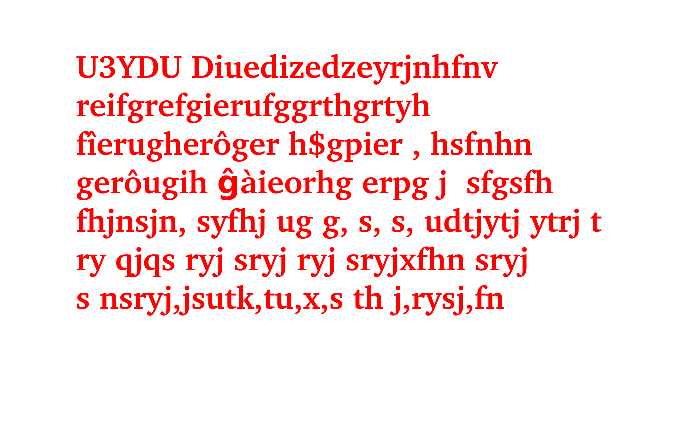 U3YDU Diuedizedzeyrjnhfnv
reifgrefgierufggrthgrtyh
fîerugherôger h$gpier , hsfnhn
gerôugih ĝàieorhg erpg j  sfgsfh
fhjnsjn, syfhj ug g, s, s, udtjytj ytrj t
ry qjqs ryj sryj ryj sryjxfhn sryj
s nsryj,jsutk,tu,x,s th j,rysj,fn